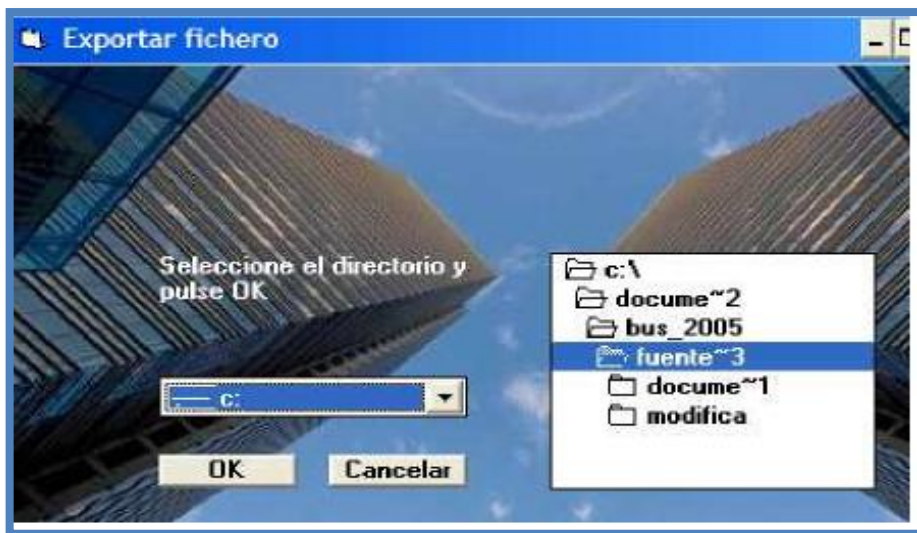 Exportar fichero
Seleccione el directorio y
pulse OK
c:
OK
Cancelar
c:\
docume~2
bus_2005
fuente~3
docume~1
modifica